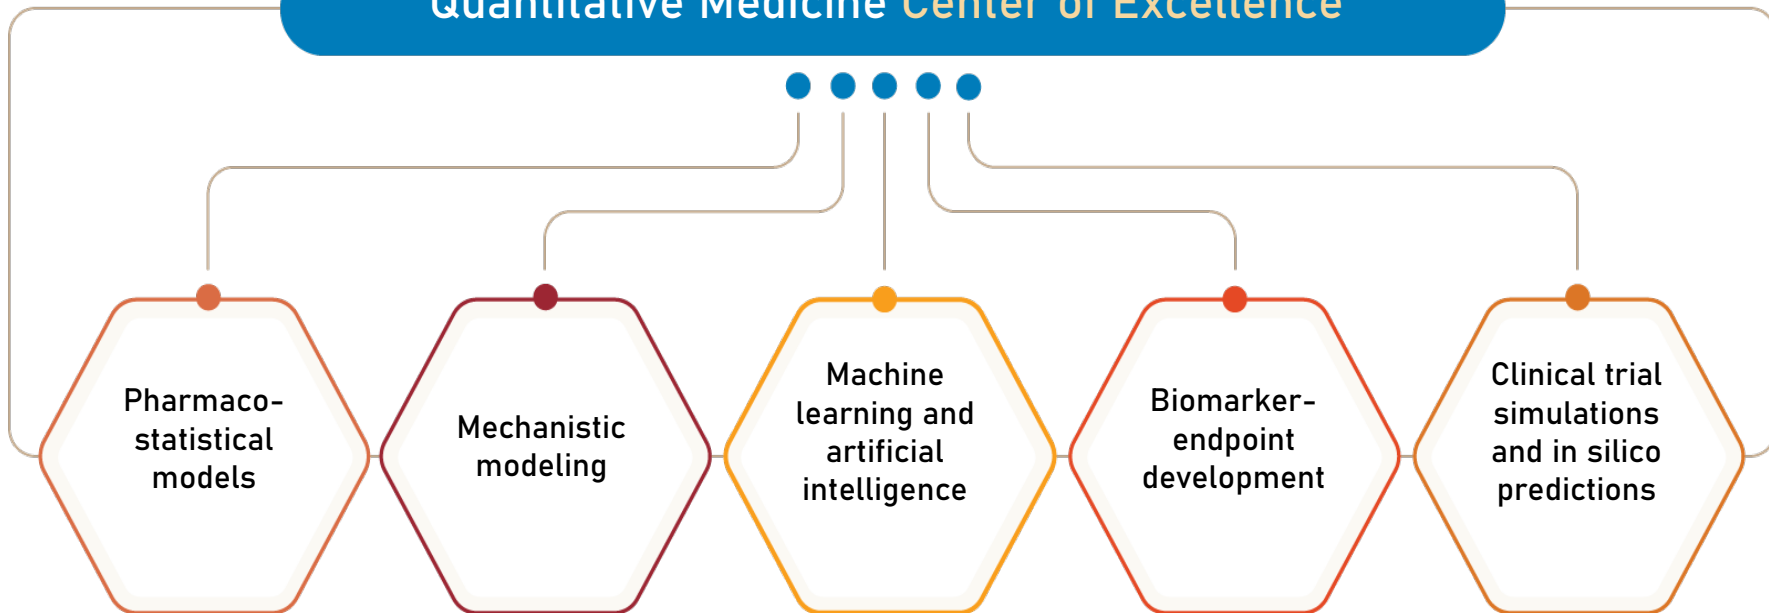 Quantitative Medicine Center of Excellence
Pharmaco-
statistical
models
Mechanistic
modeling
Machine
learning and
artificial
intelligence
Biomarker-
endpoint
development
Clinical trial
simulations
and in silico
predictions